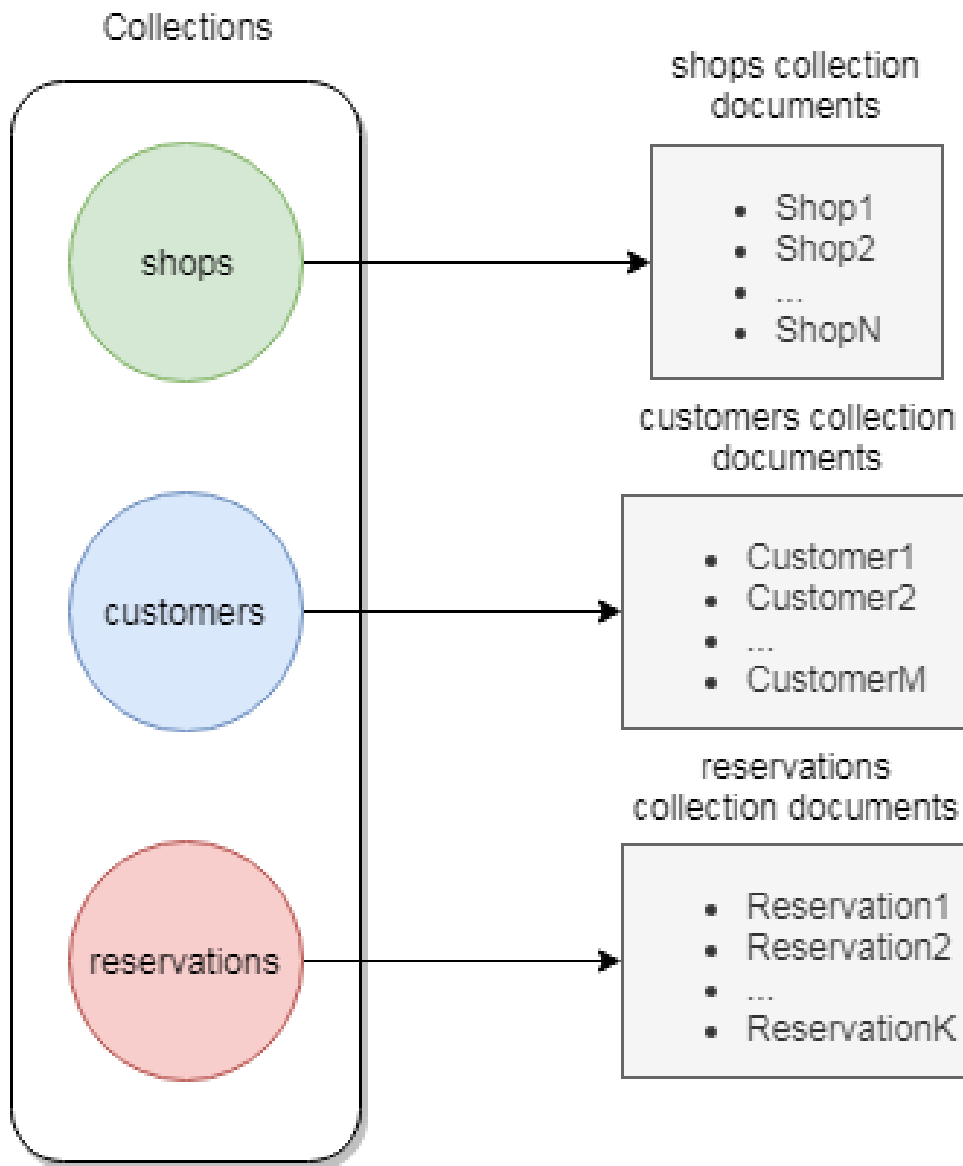 Collections
shops collection
documents
shops
• Shop1
• Shop2
• ...
• ShopN
customers collection
documents
customers
• Customer1
• Customer2
• ...
• CustomerM
reservations
collection documents
reservations
• Reservation1
• Reservation2
• ...
• ReservationK